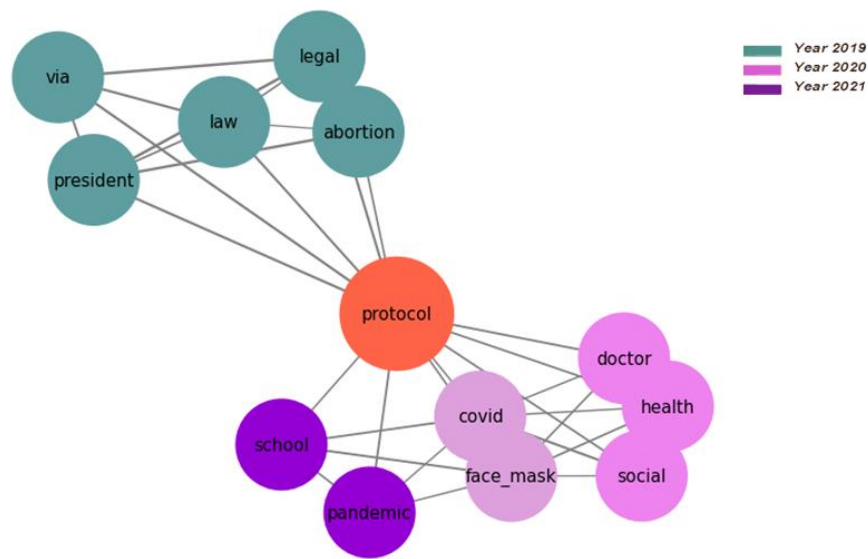 legal
via
law
abortion
president
protocol
doctor
health
covid
school
face_mask
social
pandemic
Year 2019
Year 2020
Year 2021